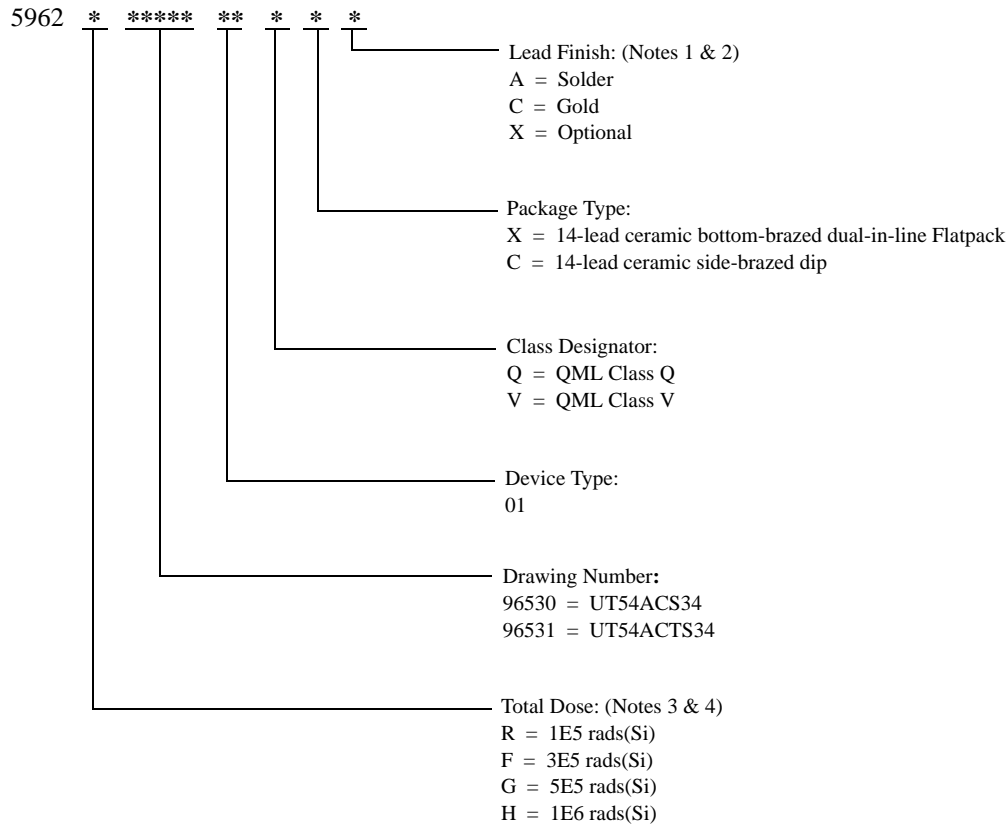 5962 * ***** ** * * *
Lead Finish: (Notes 1 & 2)
A = Solder
C = Gold
X = Optional
Package Type:
X = 14-lead ceramic bottom-brazed dual-in-line Flatpack
C = 14-lead ceramic side-brazed dip
Class Designator:
Q = QML Class Q
V = QML Class V
Device Type:
01
Drawing Number:
96530 = UT54ACS34
96531 = UT54ACTS34
Total Dose: (Notes 3 & 4)
R = 1E5 rads(Si)
F = 3E5 rads(Si)
G = 5E5 rads(Si)
H = 1E6 rads(Si)